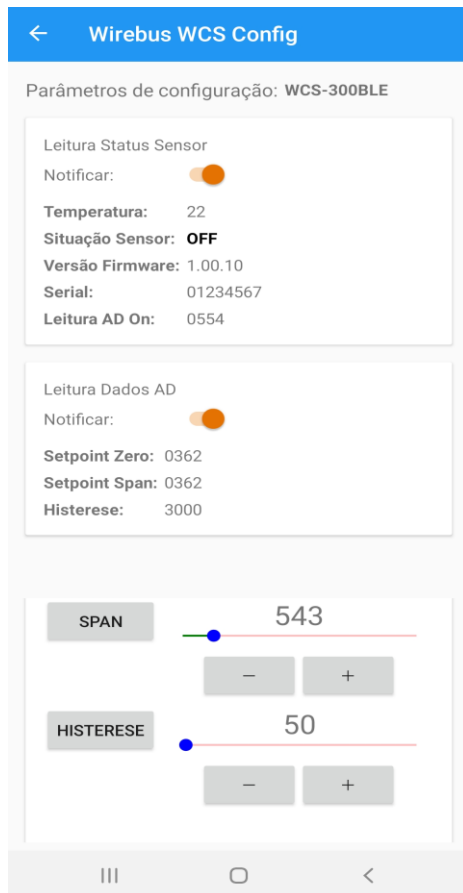 Wirebus WCS Config
Parâmetros de configuração: WCS-300BLE
Leitura Status Sensor
Notificar:
Temperatura: 22
Situação Sensor: OFF
Versão Firmware: 1.00.10
Serial: 01234567
Leitura AD On: 0554
Leitura Dados AD
Notificar:
Setpoint Zero: 0362
Setpoint Span: 0362
Histerese: 3000
SPAN 543
− +
HISTERESE 50
− +